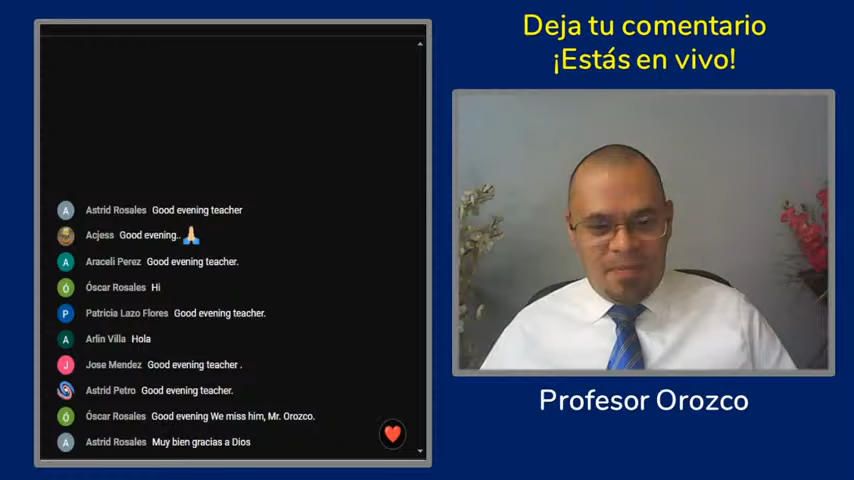 Deja tu comentario
¡Estás en vivo!
A Astrid Rosales Good evening teacher
Acjess Good evening..
A Araceli Perez Good evening teacher.
Ó Óscar Rosales Hi
P Patricia Lazo Flores Good evening teacher.
A Arlin Villa Hola
J Jose Mendez Good evening teacher .
Astrid Petro Good evening teacher.
Ó Óscar Rosales Good evening We miss him, Mr. Orozco.
A Astrid Rosales Muy bien gracias a Dios
Profesor Orozco